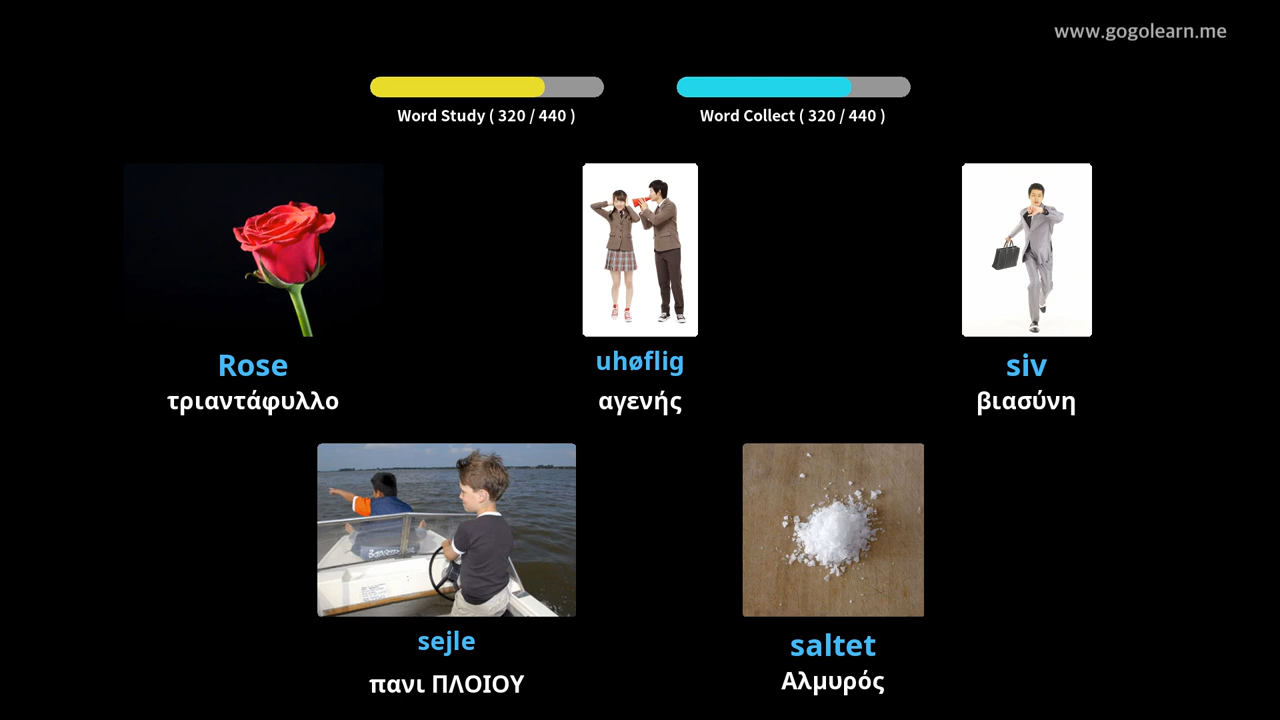 www.gogolearn.me
Word Study ( 320 / 440 )
Word Collect ( 320 / 440 )
Rose
τριαντάφυλλο
uhøflig
αγενής
siv
βιασύνη
sejle
πανι ΠΛΟΙΟΥ
saltet
Αλμυρός